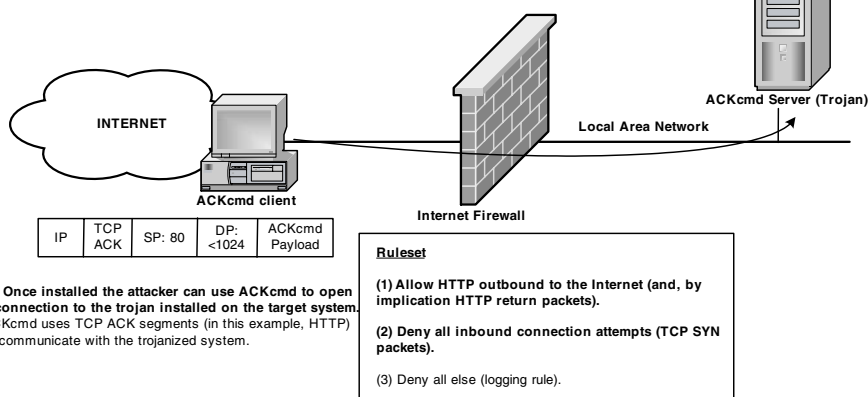 ACKcmd Server (Trojan)
INTERNET
Local Area Network
ACKcmd client
Internet Firewall
IP
TCP
ACK
SP: 80
DP:
<1024
ACKcmd
Payload
Once installed the attacker can use ACKcmd to open
connection to the trojan installed on the target system.
Kcmd uses TCP ACK segments (in this example, HTTP)
communicate with the trojanized system.
Ruleset
(1) Allow HTTP outbound to the Internet (and, by
implication HTTP return packets).
(2) Deny all inbound connection attempts (TCP SYN
packets).
(3) Deny all else (logging rule).